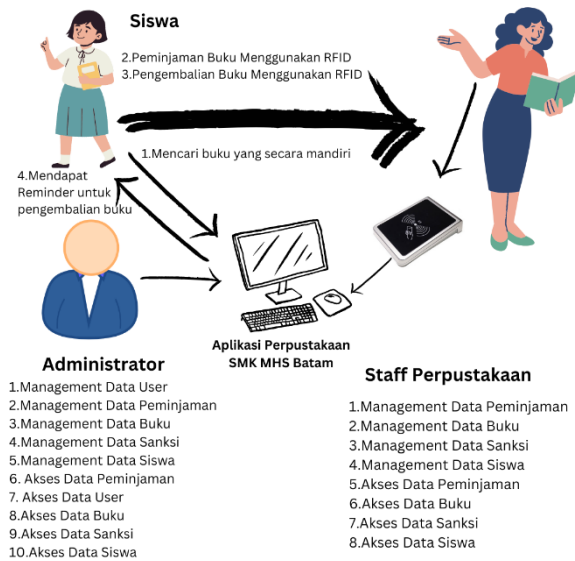 Siswa
2.Peminjaman Buku Menggunakan RFID
3.Pengembalian Buku Menggunakan RFID
1.Mencari buku yang secara mandiri
4.Mendapat
Reminder untuk
pengembalian buku
Aplikasi Perpustakaan
SMK MHS Batam
Administrator
1.Management Data User
2.Management Data Peminjaman
3.Management Data Buku
4.Management Data Sanksi
5.Management Data Siswa
6. Akses Data Peminjaman
7. Akses Data User
8.Akses Data Buku
9.Akses Data Sanksi
10.Akses Data Siswa
Staff Perpustakaan
1.Management Data Peminjaman
2.Management Data Buku
3.Management Data Sanksi
4.Management Data Siswa
5.Akses Data Peminjaman
6.Akses Data Buku
7.Akses Data Sanksi
8.Akses Data Siswa